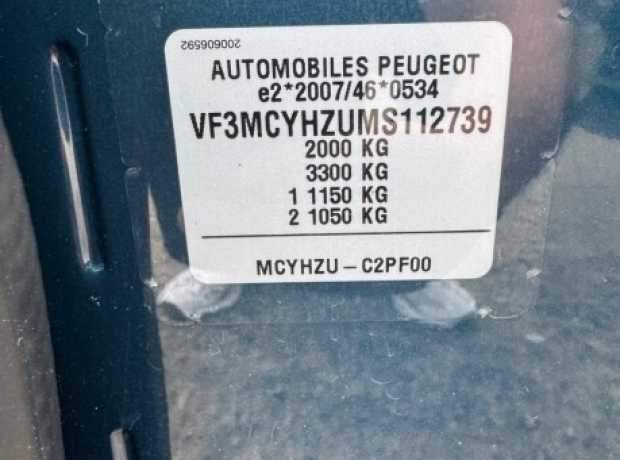 200606592
AUTOMOBILES PEUGEOT
e2*2007/46*0534
VF3MCYHZUMS112739
2000 KG
3300 KG
1 1150 KG
2 1050 KG
MCYHZU - C2PF00